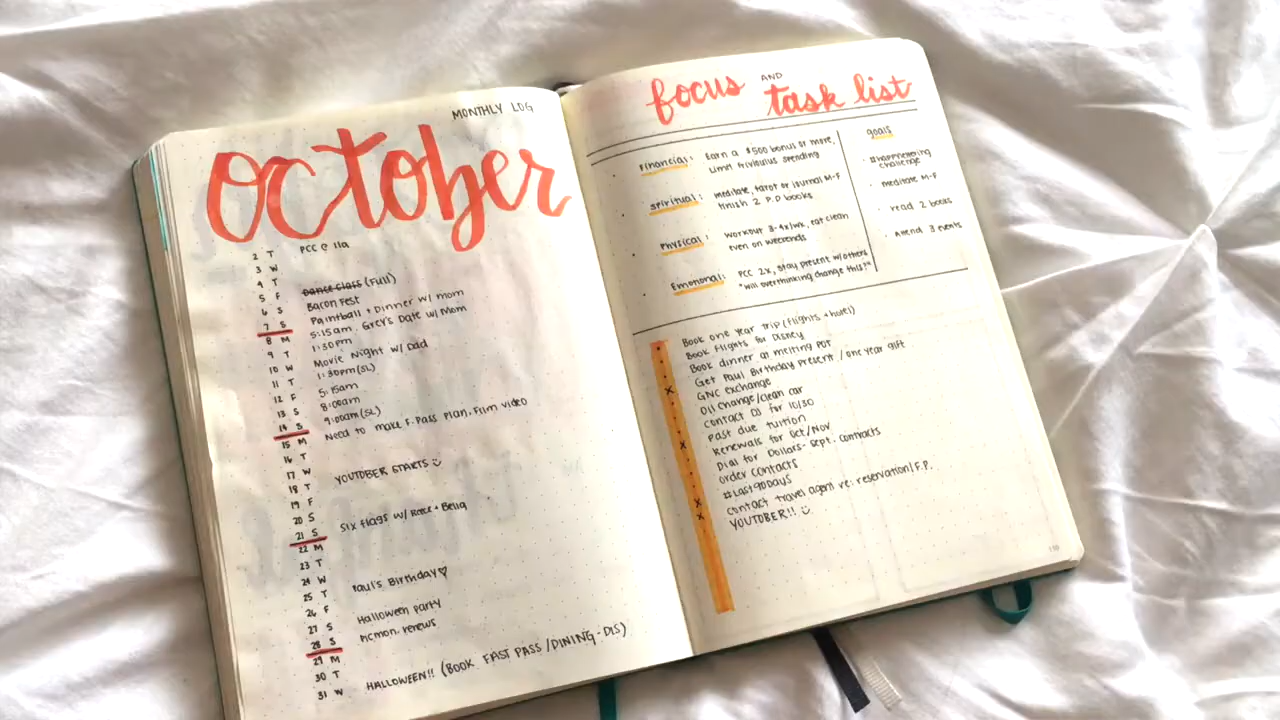 MONTHLY LOG
october
2 T PCC @ 11a
3 W
4 T Dance Class (Full)
5 F Bacon Fest
6 S Paintball + Dinner w/ mom
7 S 5:15am, Grey's Date w/ Mom
8 M 1:30pm
9 T Movie Night w/ Dad
10 W 1:30pm (SL)
11 T 5:15am
12 F 8:00am
13 S 9:00am (SL)
14 S Need to make F. Pass Plan, Film video
15 M
16 T YOUTOBER STARTS
17 W
18 T
19 F Six Flags w/ + Bella
20 S
21 S
22 M Paul's Birthday ♡
23 T
24 W Halloween party
25 T
26 F
27 S
28 S
29 M
30 T
31 W HALLOWEEN!! (BOOK FAST PASS / DINING - DLS)
focus AND task list
Financial: Earn a $500 bonus or more,
limit frivolous spending
spiritual: meditate, tarot or journal M-F
finish 2 P.D books
Physical: Workout 3-4x/wk, eat clean
even on weekends
Emotional: PCC 2x, stay present w/others
"will overthinking change this?"
goals
challenge
meditate M-F
read 2 books
Attend 3 events
Book one year trip (flights + hotel)
Book Flights for Disney
Book dinner at melting POT
Get Paul Birthday present / one year gift
GNC exchange
Oil Change/clean car
contact DJ for 10/30
Past due tuition
Renewals for Oct/Nov
Dial for Dollars - Sept. contracts
order contacts
#Last90Days
contact travel agent re: reservation/F.P.
YOUTOBER!!